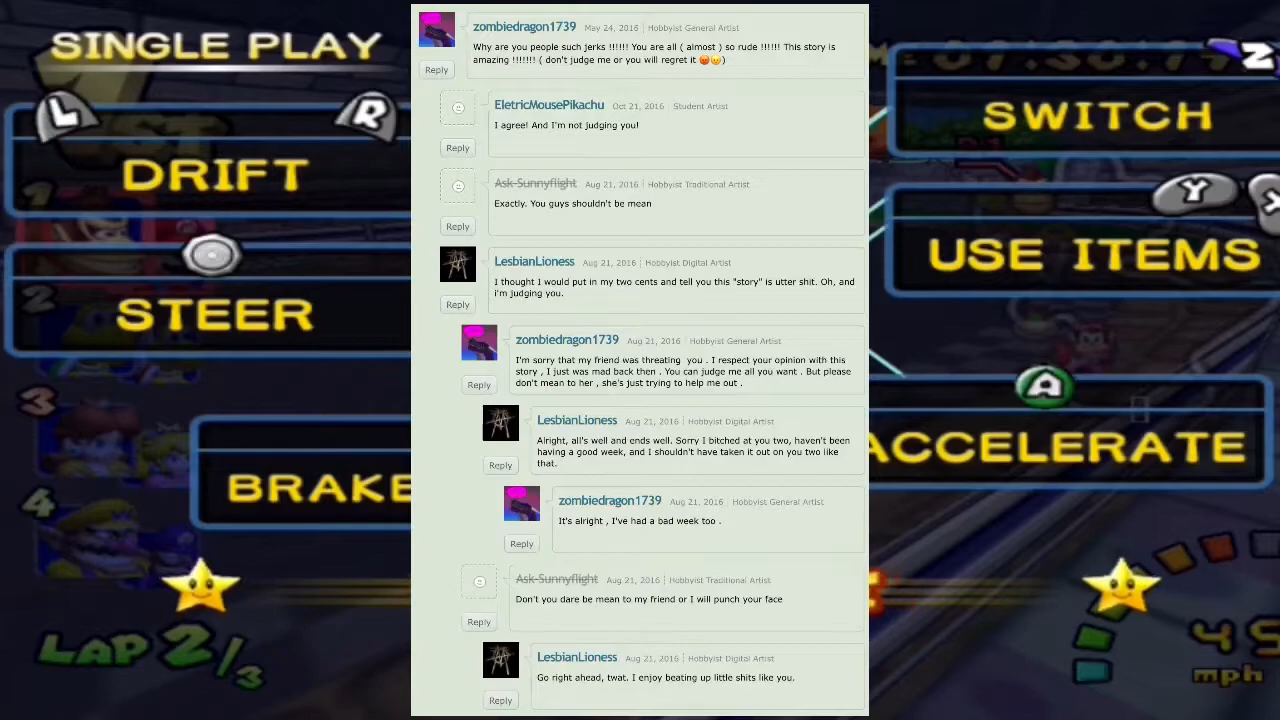 SINGLE PLAY
L
R
DRIFT
1
STEER
2
3
BRAKE
4
LAP 2/3
zombiedragon1739 May 24, 2016 | Hobbyist General Artist
Why are you people such jerks !!!!!! You are all ( almost ) so rude !!!!!! This story is
amazing !!!!!!! ( don't judge me or you will regret it 😡😠)
Reply
EletricMousePikachu Oct 21, 2016 | Student Artist
I agree! And I'm not judging you!
Reply
Ask-Sunnyflight Aug 21, 2016 | Hobbyist Traditional Artist
Exactly. You guys shouldn't be mean
Reply
LesbianLioness Aug 21, 2016 | Hobbyist Digital Artist
I thought I would put in my two cents and tell you this "story" is utter shit. Oh, and
i'm judging you.
Reply
zombiedragon1739 Aug 21, 2016 | Hobbyist General Artist
I'm sorry that my friend was threating you . I respect your opinion with this
story , I just was mad back then . You can judge me all you want . But please
don't mean to her , she's just trying to help me out .
Reply
LesbianLioness Aug 21, 2016 | Hobbyist Digital Artist
Alright, all's well and ends well. Sorry I bitched at you two, haven't been
having a good week, and I shouldn't have taken it out on you two like
that.
Reply
zombiedragon1739 Aug 21, 2016 | Hobbyist General Artist
It's alright , I've had a bad week too .
Reply
Ask-Sunnyflight Aug 21, 2016 | Hobbyist Traditional Artist
Don't you dare be mean to my friend or I will punch your face
Reply
LesbianLioness Aug 21, 2016 | Hobbyist Digital Artist
Go right ahead, twat. I enjoy beating up little shits like you.
Reply
Z
SWITCH
Y
X
USE ITEMS
A
ACCELERATE
45
mph